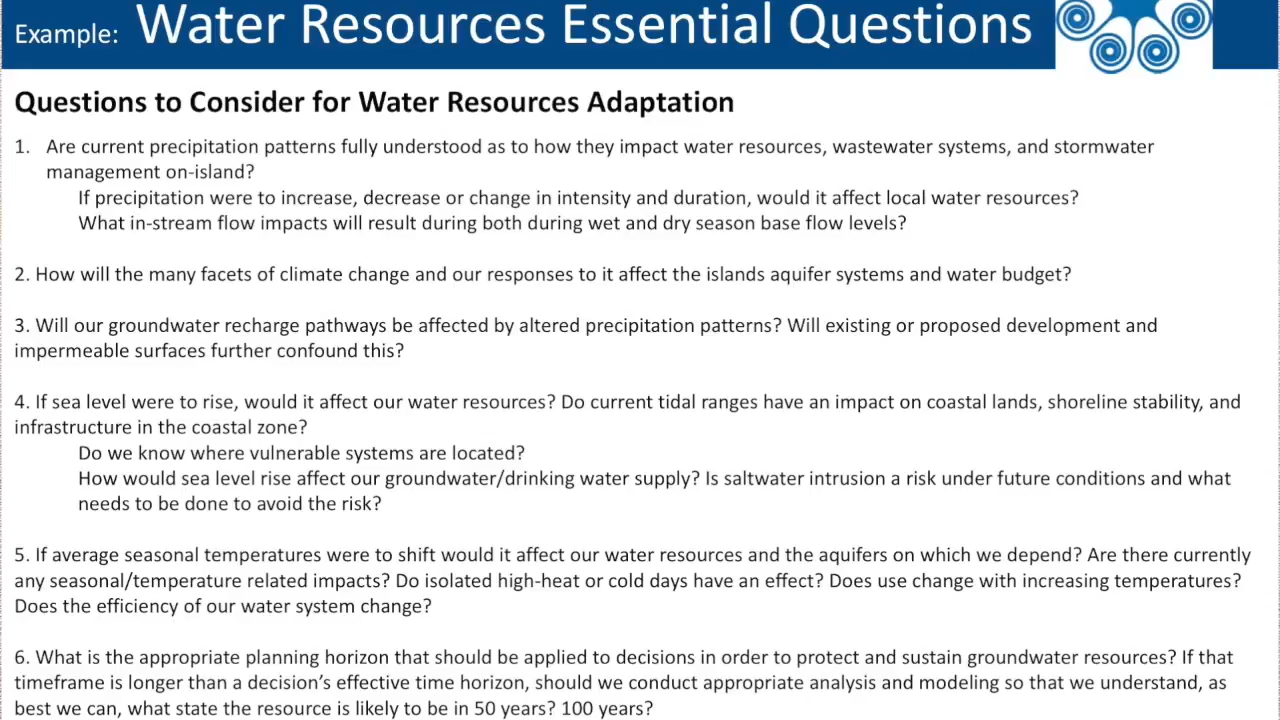 Example: Water Resources Essential Questions
Questions to Consider for Water Resources Adaptation
1. Are current precipitation patterns fully understood as to how they impact water resources, wastewater systems, and stormwater
management on-island?
If precipitation were to increase, decrease or change in intensity and duration, would it affect local water resources?
What in-stream flow impacts will result during both during wet and dry season base flow levels?
2. How will the many facets of climate change and our responses to it affect the islands aquifer systems and water budget?
3. Will our groundwater recharge pathways be affected by altered precipitation patterns? Will existing or proposed development and
impermeable surfaces further confound this?
4. If sea level were to rise, would it affect our water resources? Do current tidal ranges have an impact on coastal lands, shoreline stability, and
infrastructure in the coastal zone?
Do we know where vulnerable systems are located?
How would sea level rise affect our groundwater/drinking water supply? Is saltwater intrusion a risk under future conditions and what
needs to be done to avoid the risk?
5. If average seasonal temperatures were to shift would it affect our water resources and the aquifers on which we depend? Are there currently
any seasonal/temperature related impacts? Do isolated high-heat or cold days have an effect? Does use change with increasing temperatures?
Does the efficiency of our water system change?
6. What is the appropriate planning horizon that should be applied to decisions in order to protect and sustain groundwater resources? If that
timeframe is longer than a decision's effective time horizon, should we conduct appropriate analysis and modeling so that we understand, as
best we can, what state the resource is likely to be in 50 years? 100 years?